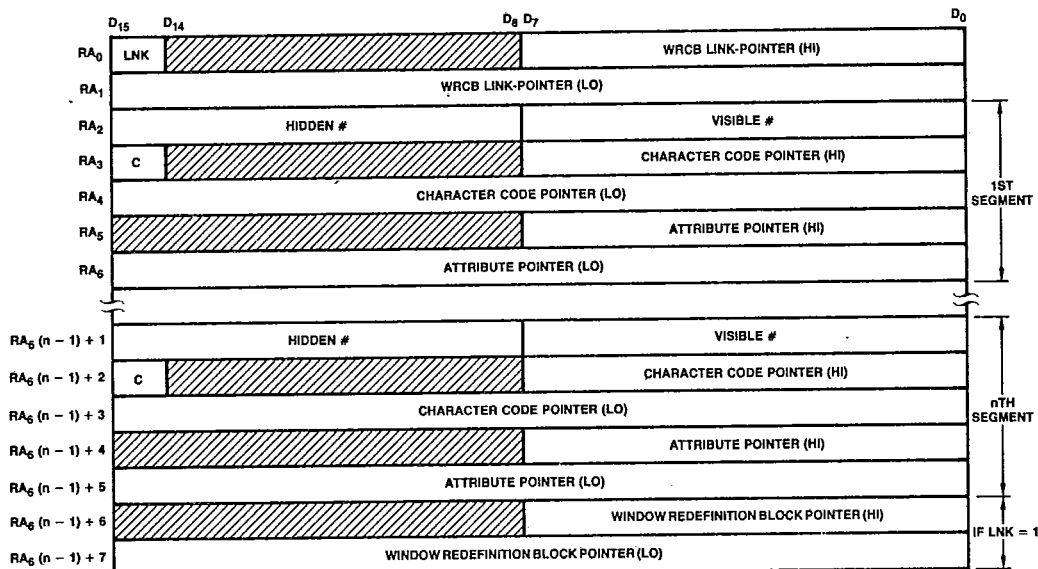 D15 D14 D8 D7 D0
RA0 LNK WRCB LINK-POINTER (HI)
RA1 WRCB LINK-POINTER (LO)
RA2 HIDDEN # VISIBLE #
RA3 C CHARACTER CODE POINTER (HI)
RA4 CHARACTER CODE POINTER (LO)
RA5 ATTRIBUTE POINTER (HI)
RA6 ATTRIBUTE POINTER (LO)
1ST
SEGMENT
RA6 (n − 1) + 1 HIDDEN # VISIBLE #
RA6 (n − 1) + 2 C CHARACTER CODE POINTER (HI)
RA6 (n − 1) + 3 CHARACTER CODE POINTER (LO)
RA6 (n − 1) + 4 ATTRIBUTE POINTER (HI)
RA6 (n − 1) + 5 ATTRIBUTE POINTER (LO)
nTH
SEGMENT
RA6 (n − 1) + 6 WINDOW REDEFINITION BLOCK POINTER (HI)
RA6 (n − 1) + 7 WINDOW REDEFINITION BLOCK POINTER (LO)
IF LNK = 1